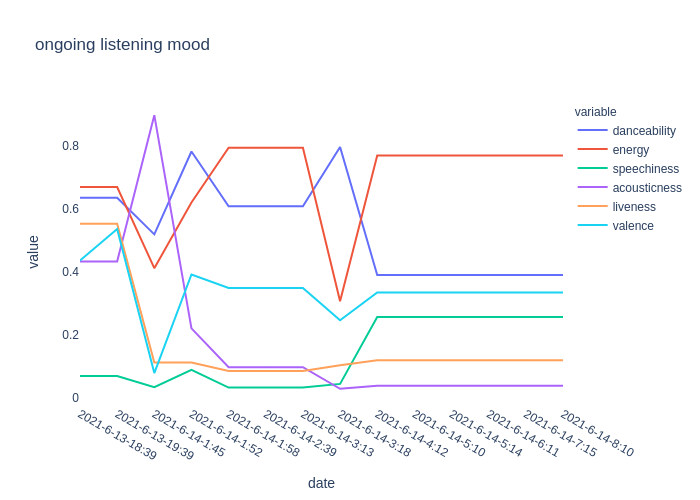 ongoing listening mood
variable
danceability
energy
speechiness
acousticness
liveness
valence
value
0.8
0.6
0.4
0.2
0
2021-6-13-18:39
2021-6-13-19:39
2021-6-14-1:45
2021-6-14-1:52
2021-6-14-1:58
2021-6-14-2:39
2021-6-14-3:13
2021-6-14-3:18
2021-6-14-4:12
2021-6-14-5:10
2021-6-14-5:14
2021-6-14-6:11
2021-6-14-7:15
2021-6-14-8:10
date